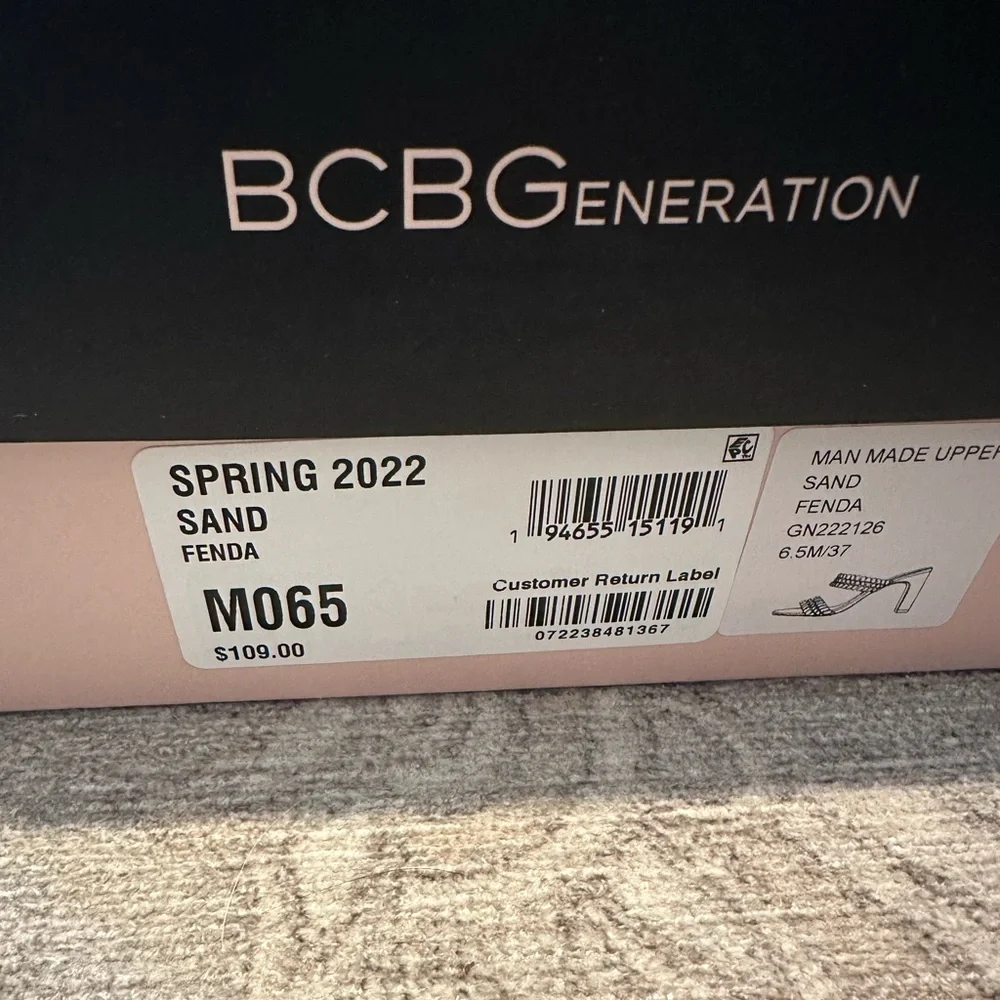 BCBGENERATION
SPRING 2022
SAND
FENDA
1 94655 15119 1
M065
$109.00
Customer Return Label
072238481367
EPC
MAN MADE UPPER
SAND
FENDA
GN222126
6.5M/37